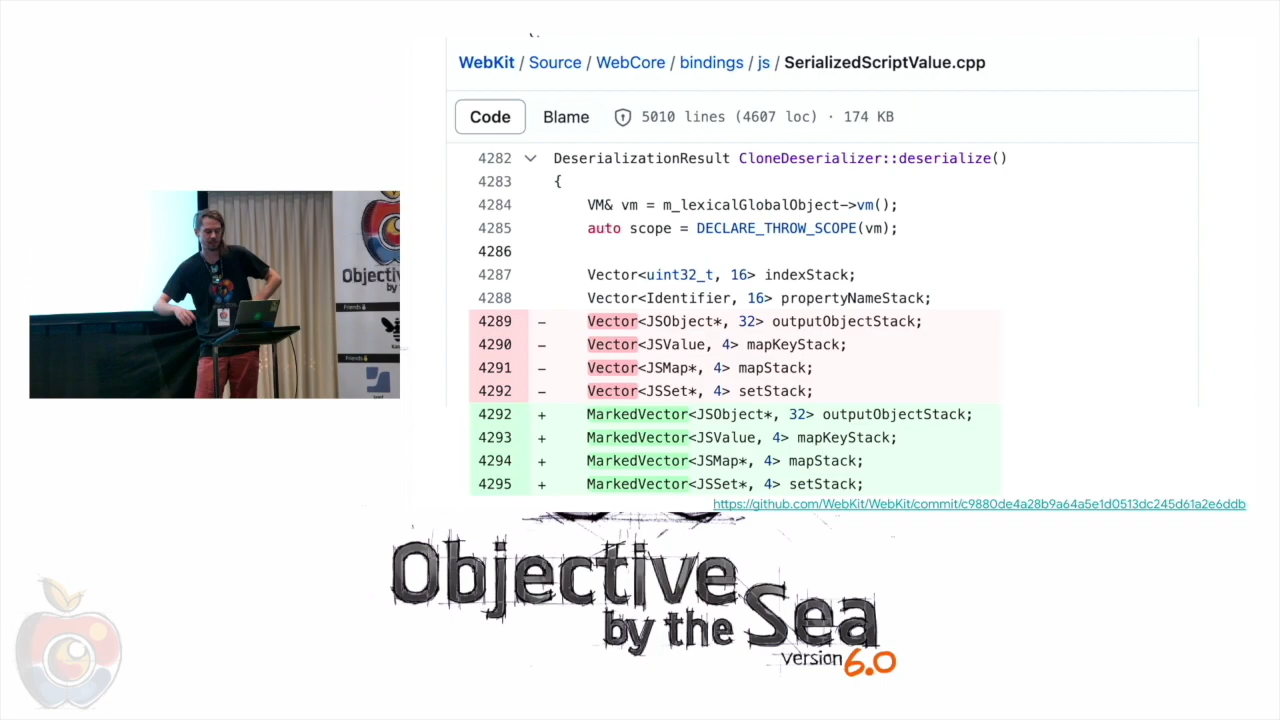 WebKit / Source / WebCore / bindings / js / SerializedScriptValue.cpp
Code Blame 5010 lines (4607 loc) · 174 KB
4282 DeserializationResult CloneDeserializer::deserialize()
4283 {
4284 VM& vm = m_lexicalGlobalObject->vm();
4285 auto scope = DECLARE_THROW_SCOPE(vm);
4286
4287 Vector<uint32_t, 16> indexStack;
4288 Vector<Identifier, 16> propertyNameStack;
4289 - Vector<JSObject*, 32> outputObjectStack;
4290 - Vector<JSValue, 4> mapKeyStack;
4291 - Vector<JSMap*, 4> mapStack;
4292 - Vector<JSSet*, 4> setStack;
4292 + MarkedVector<JSObject*, 32> outputObjectStack;
4293 + MarkedVector<JSValue, 4> mapKeyStack;
4294 + MarkedVector<JSMap*, 4> mapStack;
4295 + MarkedVector<JSSet*, 4> setStack;
https://github.com/WebKit/WebKit/commit/c9880de4a28b9a64a5e1d0513dc245d61a2e6ddb
Objective
by
Friends
Friends
Objective
by the Sea
version 6.0